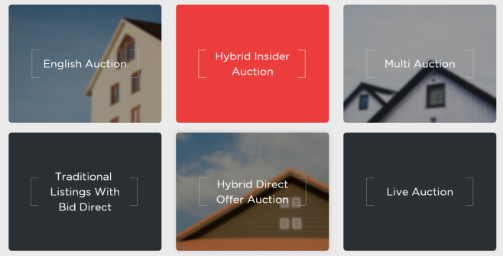 English Auction
Hybrid Insider
Auction
Multi Auction
Traditional
Listings With
Bid Direct
Hybrid Direct
Offer Auction
Live Auction